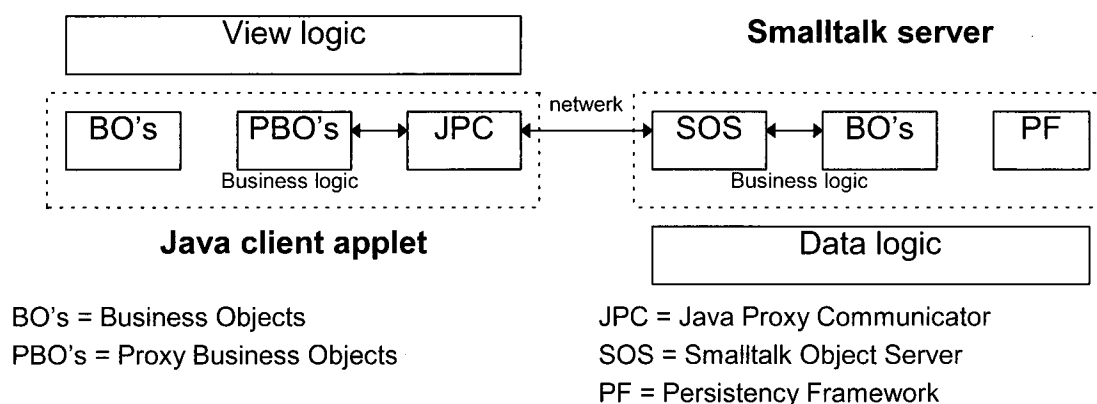 View logic
Smalltalk server
netwerk
BO's
PBO's
JPC
SOS
BO's
PF
Business logic
Business logic
Java client applet
Data logic
BO's = Business Objects
JPC = Java Proxy Communicator
PBO's = Proxy Business Objects
SOS = Smalltalk Object Server
PF = Persistency Framework